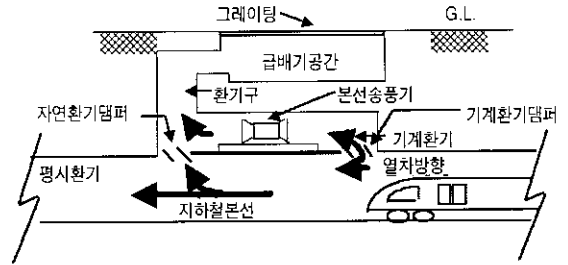 그레이팅
G.L.
급배기공간
환기구
본선송풍기
자연환기댐퍼
기계환기댐퍼
기계환기
평시환기
열차방향
지하철본선